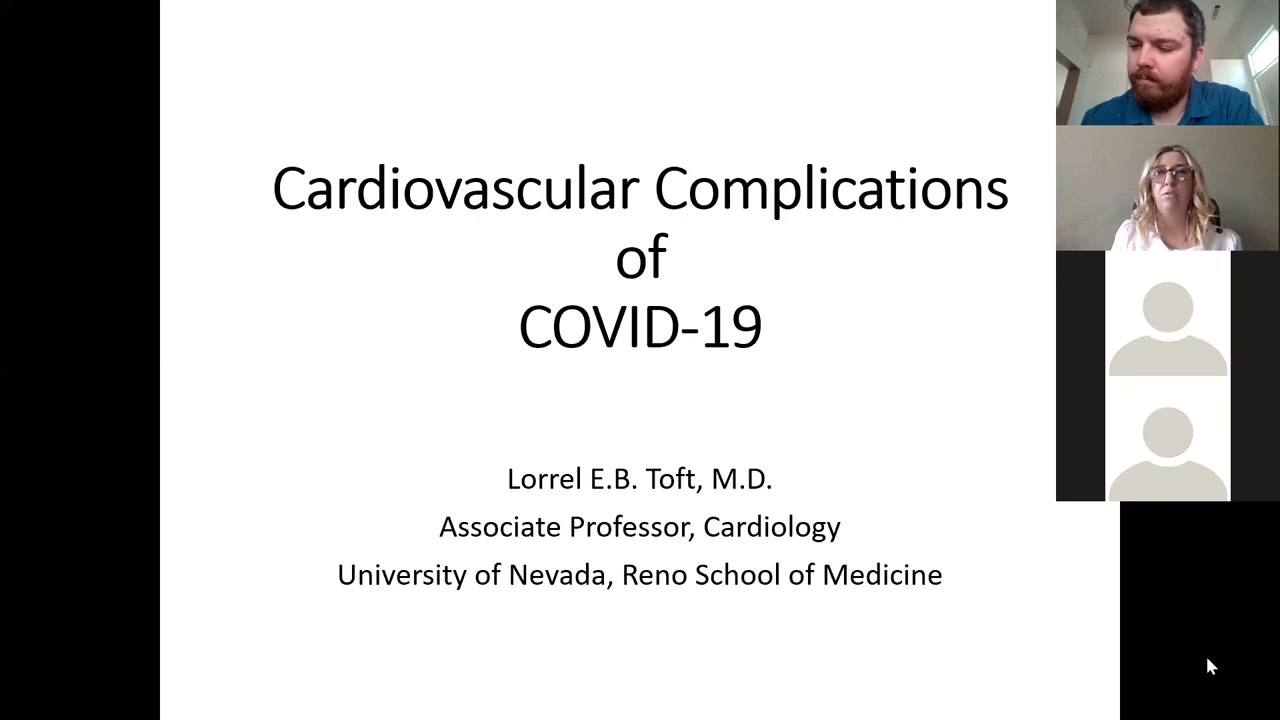 Cardiovascular Complications
of
COVID-19
Lorrel E.B. Toft, M.D.
Associate Professor, Cardiology
University of Nevada, Reno School of Medicine